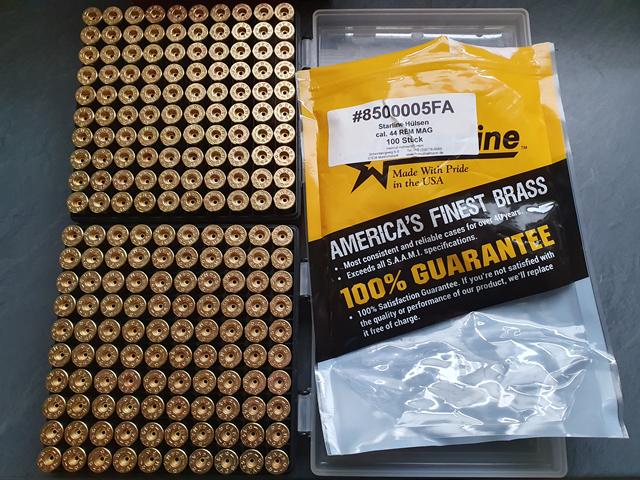 #8500005FA
Starline Hülsen
cal. 44 REM MAG
100 Stück
line
Made With Pride
in the USA
AMERICA'S FINEST BRASS
• Most consistent and reliable cases for over 40 years.
• Exceeds all S.A.A.M.I. specifications.
100% GUARANTEE
• 100% Satisfaction Guarantee. If you're not satisfied with
the quality or performance of our product, we'll replace
it free of charge.